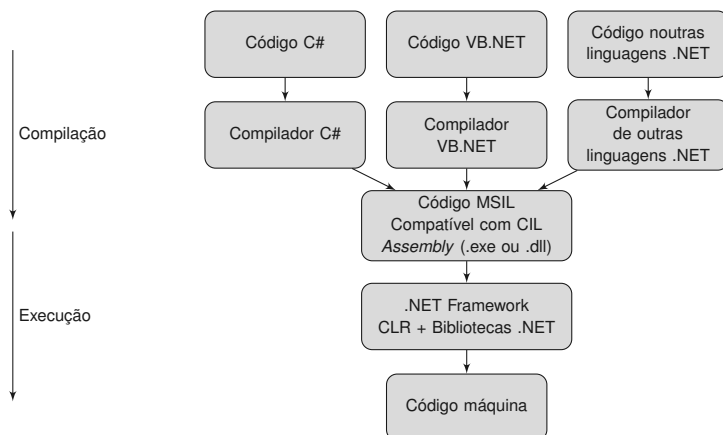 Código C#
Código VB.NET
Código noutras
linguagens .NET
Compilação
Compilador C#
Compilador
VB.NET
Compilador
de outras
linguagens .NET
Código MSIL
Compatível com CIL
Assembly (.exe ou .dll)
Execução
.NET Framework
CLR + Bibliotecas .NET
Código máquina